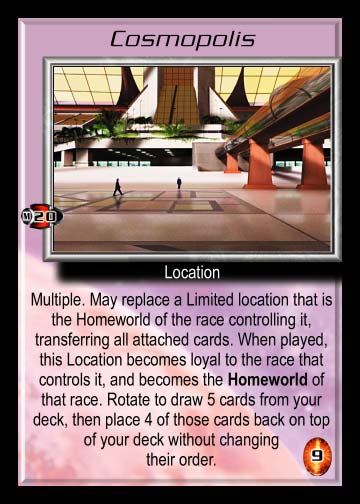 Cosmopolis
M 20
Location
Multiple. May replace a Limited location that is
the Homeworld of the race controlling it,
transferring all attached cards. When played,
this Location becomes loyal to the race that
controls it, and becomes the Homeworld of
that race. Rotate to draw 5 cards from your
deck, then place 4 of those cards back on top
of your deck without changing
their order.
9